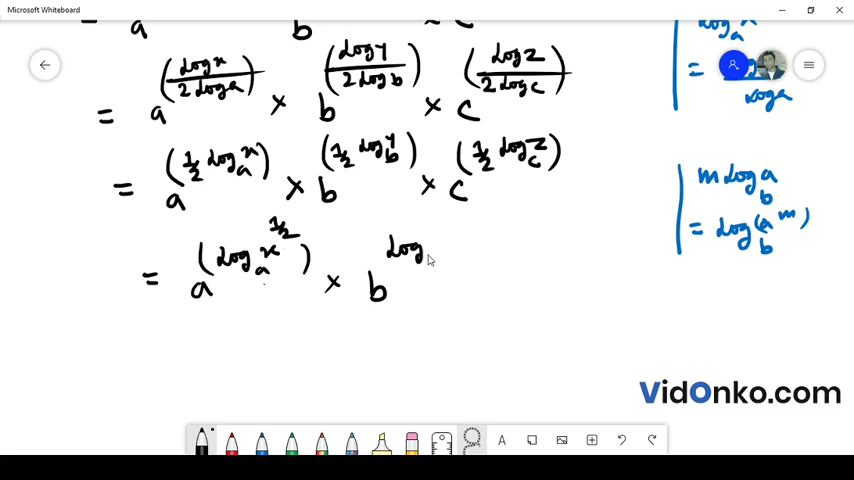 Microsoft Whiteboard
= a b × c
= a^(Log x / 2 Log a) × b^(Log y / 2 Log b) × c^(Log z / 2 Log c)
= a^(1/2 Log_a x) × b^(1/2 Log_b y) × c^(1/2 Log_c z)
= a^(Log_a x^1/2) × b^Log
Log_a x
=
Log a
m Log_b a
= Log_b (a^m)
VidOnko.com
A